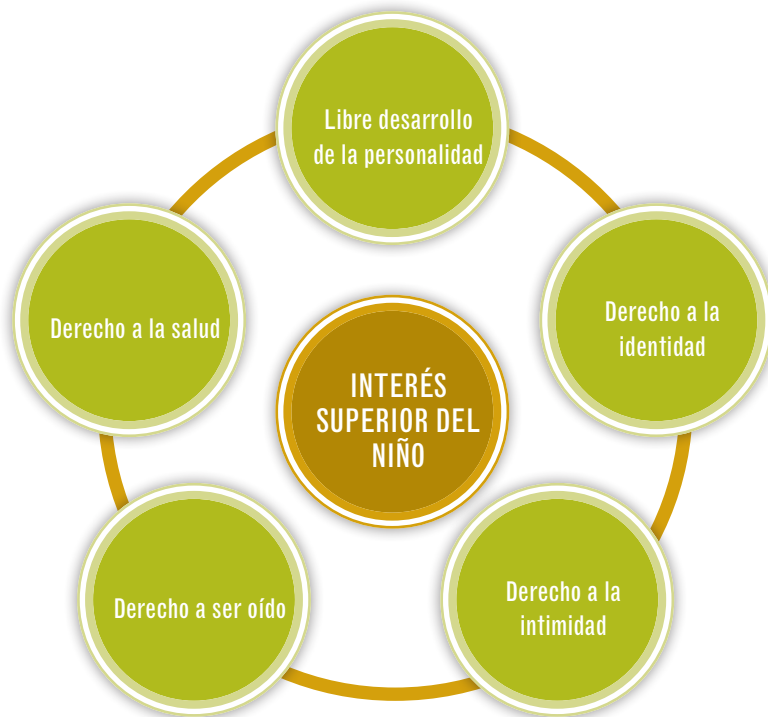 Libre desarrollo
de la personalidad
Derecho a la
identidad
Derecho a la
intimidad
Derecho a ser oído
Derecho a la salud
INTERÉS
SUPERIOR DEL
NIÑO